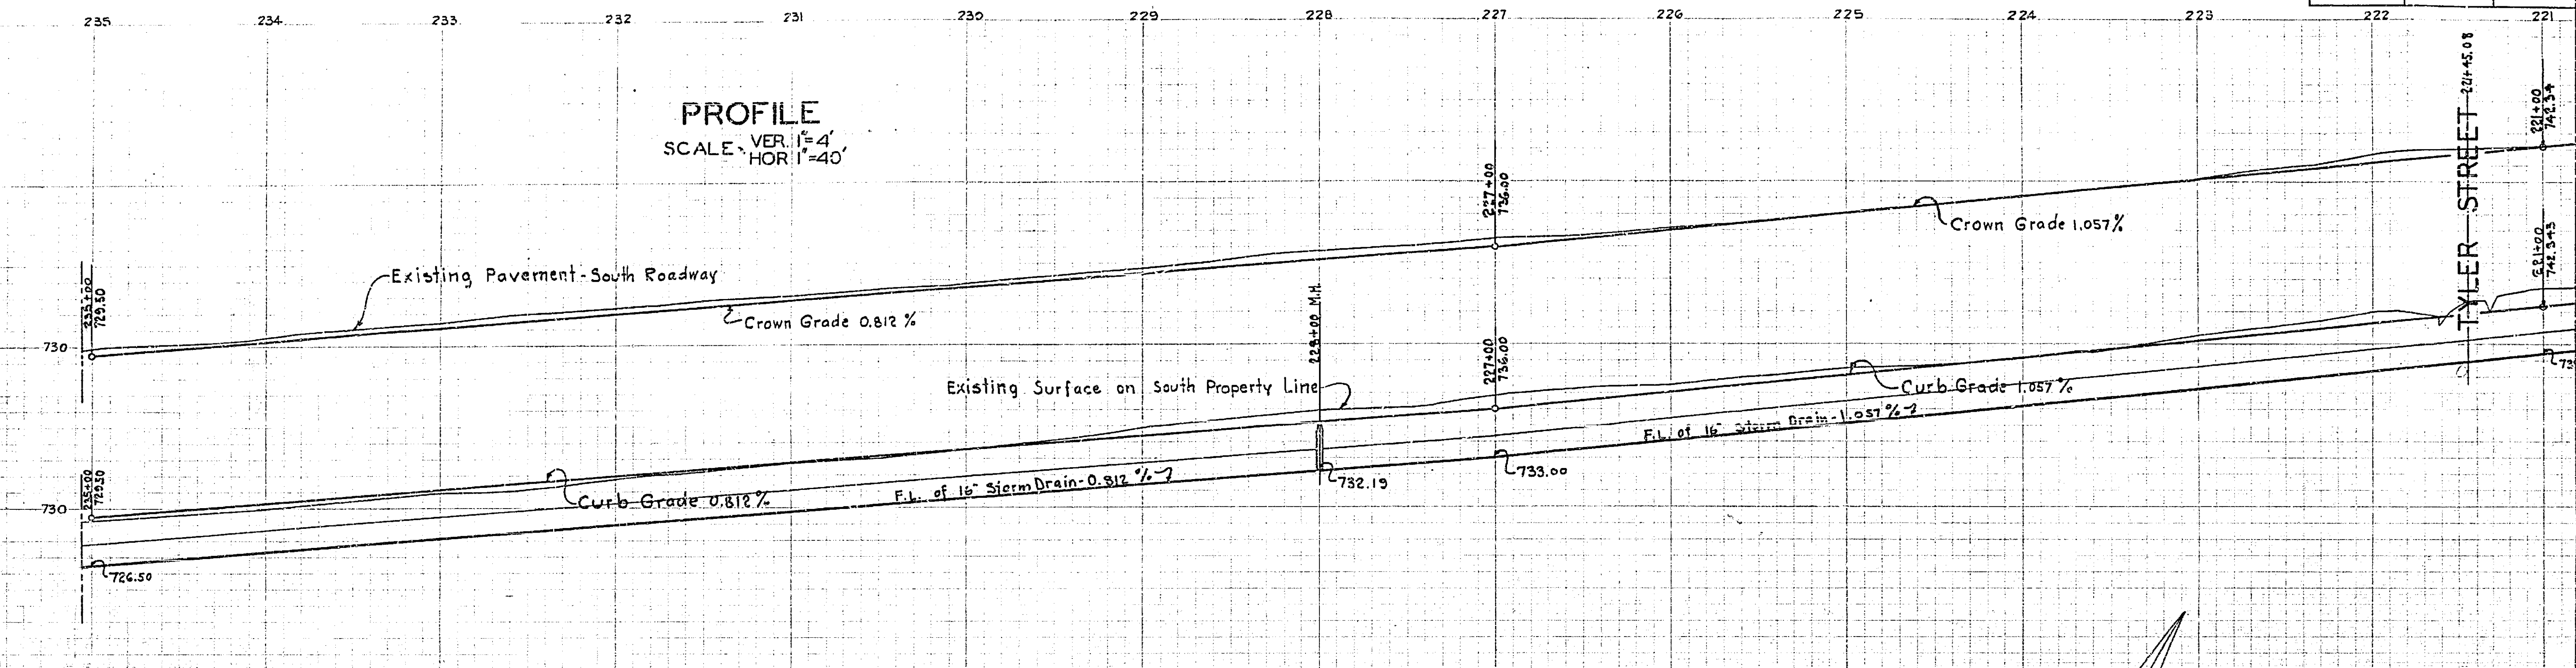 235 234 233 232 231 230 229 228 227 226 225 224 223 222 221
PROFILE
SCALE- VER. 1"=4'
HOR 1"=40'
TYLER STREET 221+45.08
221+00
742.34
227+00
736.00
Crown Grade 1.057%
Existing Pavement-South Roadway
235+00
729.50
Crown Grade 0.812 %
730
228+00 M.H.
227+00
736.00
221+00
742.343
Existing Surface on South Property Line
Curb Grade 1.057 %
F.L. of 16" Storm Drain-1.057%
235+00
729.50
730
Curb Grade 0.812%
F.L. of 16" Storm Drain-0.812 %
732.19
733.00
726.50